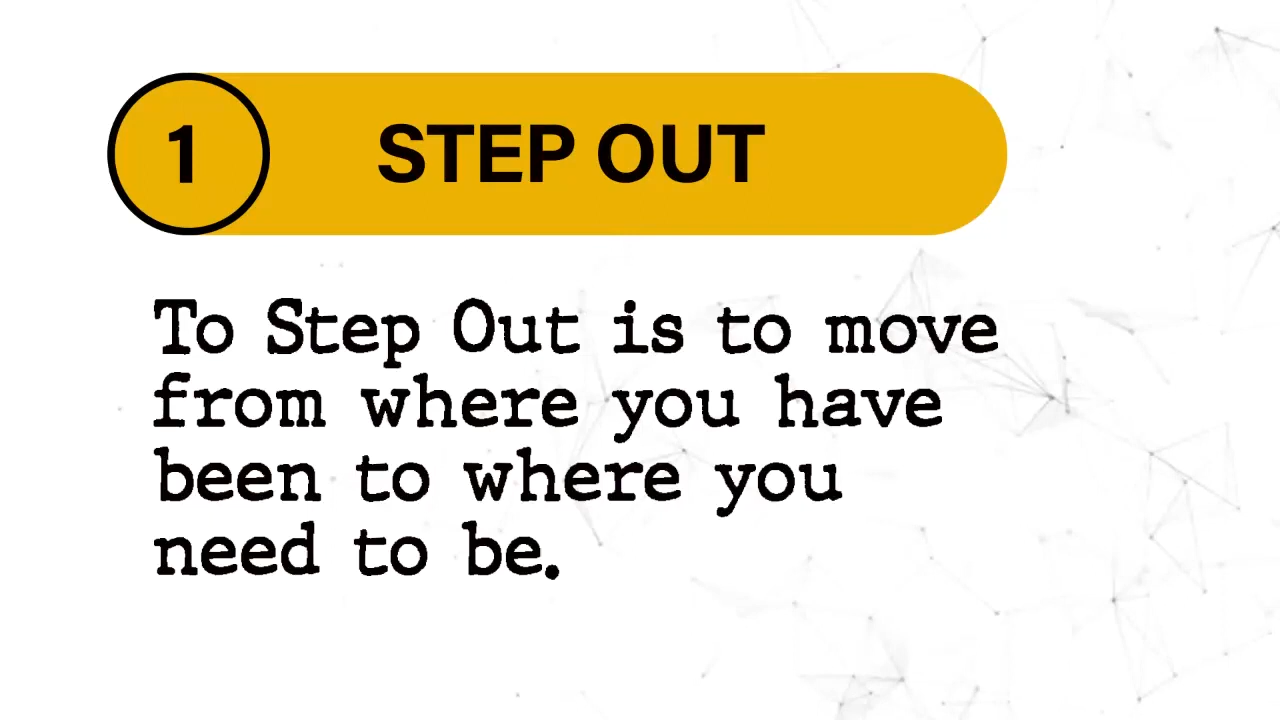 1 STEP OUT
To Step Out is to move
from where you have
been to where you
need to be.